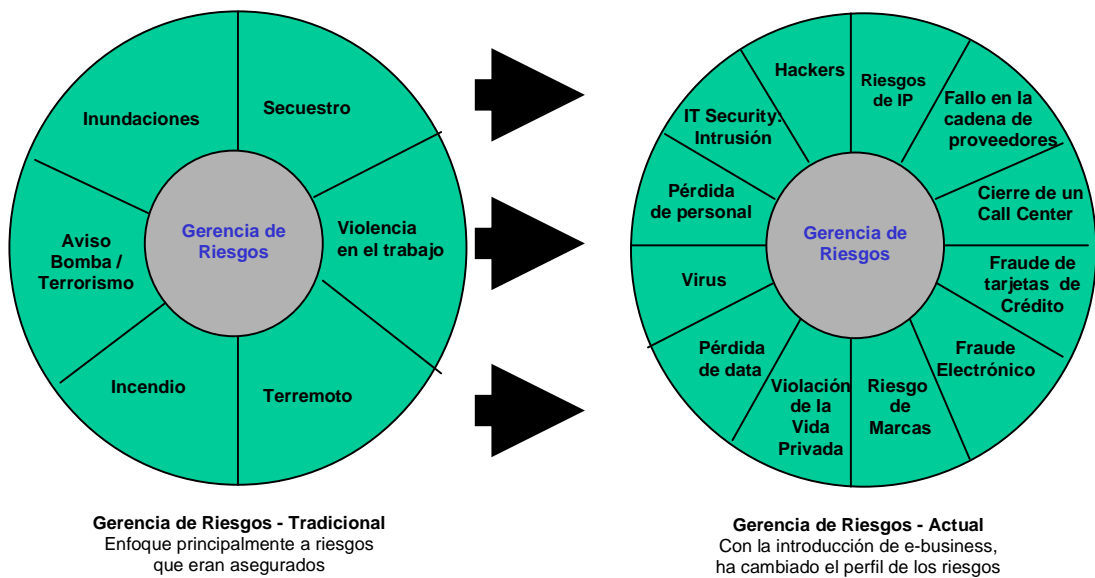 Inundaciones
Secuestro
Aviso
Bomba /
Terrorismo
Gerencia de
Riesgos
Violencia
en el trabajo
Incendio
Terremoto
Gerencia de Riesgos - Tradicional
Enfoque principalmente a riesgos
que eran asegurados
Hackers
Riesgos
de IP
Fallo en la
cadena de
proveedores
IT Security:
Intrusión
Pérdida
de personal
Cierre de un
Call Center
Gerencia de
Riesgos
Virus
Fraude de
tarjetas de
Crédito
Pérdida
de data
Fraude
Electrónico
Violación
de la
Vida
Privada
Riesgo
de
Marcas
Gerencia de Riesgos - Actual
Con la introducción de e-business,
ha cambiado el perfil de los riesgos